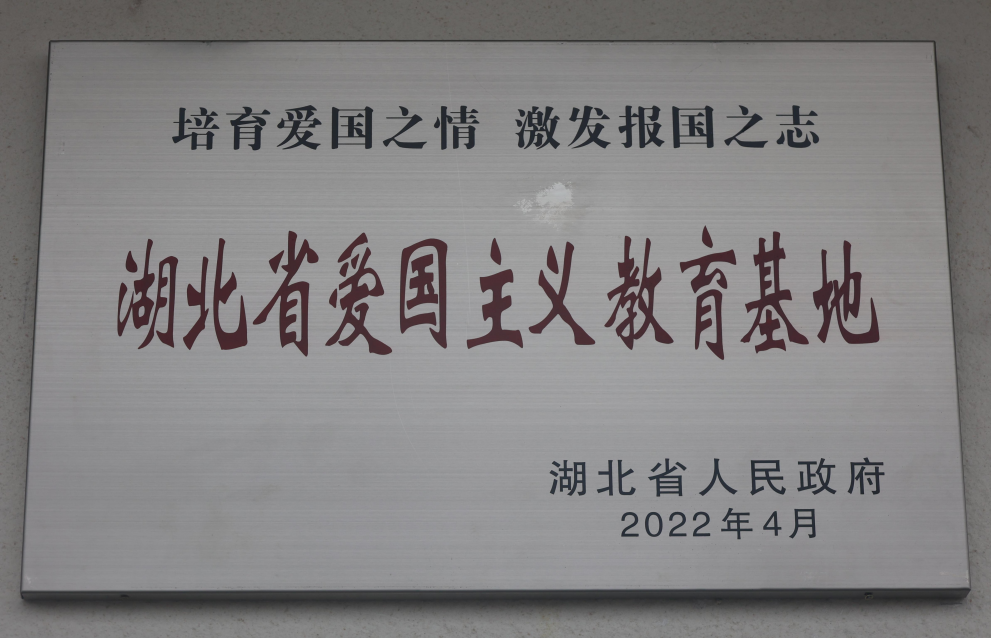 培育爱国之情 激发报国之志
湖北省爱国主义教育基地
湖北省人民政府
2022年4月